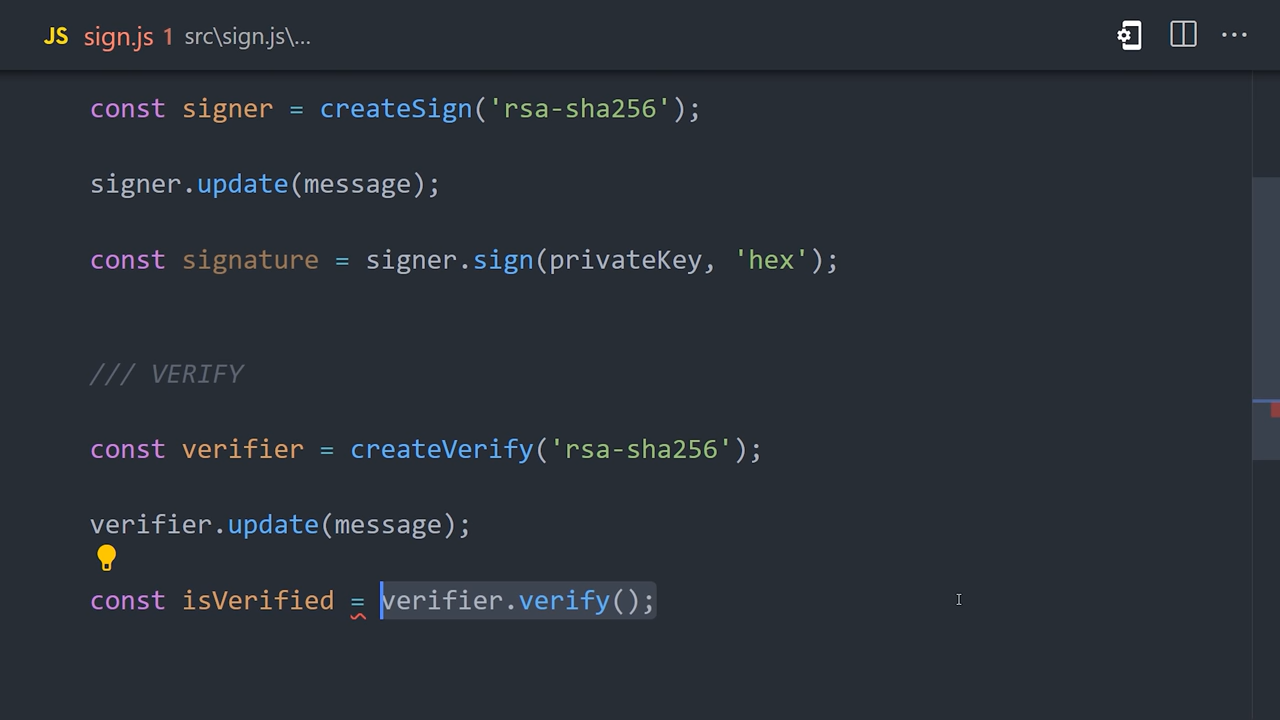 JS sign.js 1 src\sign.js\...
const signer = createSign('rsa-sha256');
signer.update(message);
const signature = signer.sign(privateKey, 'hex');
/// VERIFY
const verifier = createVerify('rsa-sha256');
verifier.update(message);
const isVerified = verifier.verify();